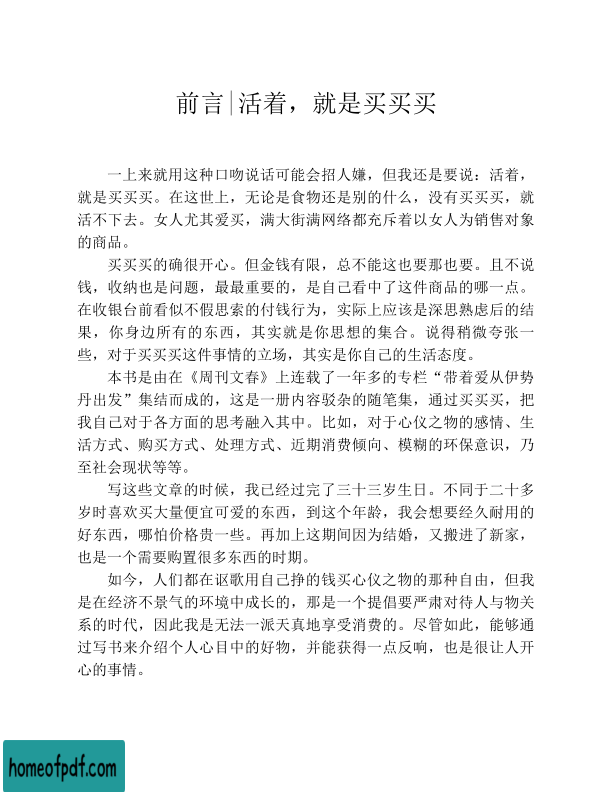 前言|活着，就是买买买
一上来就用这种口吻说话可能会招人嫌，但我还是要说：活着，
就是买买买。在这世上，无论是食物还是别的什么，没有买买买，就
活不下去。女人尤其爱买，满大街满网络都充斥着以女人为销售对象
的商品。
买买买的确很开心。但金钱有限，总不能这也要那也要。且不说
钱，收纳也是问题，最最重要的，是自己看中了这件商品的哪一点。
在收银台前看似不假思索的付钱行为，实际上应该是深思熟虑后的结
果，你身边所有的东西，其实就是你思想的集合。说得稍微夸张一
些，对于买买买这件事情的立场，其实是你自己的生活态度。
本书是由在《周刊文春》上连载了一年多的专栏“带着爱从伊势
丹出发”集结而成的，这是一册内容驳杂的随笔集，通过买买买，把
我自己对于各方面的思考融入其中。比如，对于心仪之物的感情、生
活方式、购买方式、处理方式、近期消费倾向、模糊的环保意识，乃
至社会现状等等。
写这些文章的时候，我已经过完了三十三岁生日。不同于二十多
岁时喜欢买大量便宜可爱的东西，到这个年龄，我会想要经久耐用的
好东西，哪怕价格贵一些。再加上这期间因为结婚，又搬进了新家，
也是一个需要购置很多东西的时期。
如今，人们都在讴歌用自己挣的钱买心仪之物的那种自由，但我
是在经济不景气的环境中成长的，那是一个提倡要严肃对待人与物关
系的时代，因此我是无法一派天真地享受消费的。尽管如此，能够通
过写书来介绍个人心目中的好物，并能获得一点反响，也是很让人开
心的事情。
homeofpdf.com